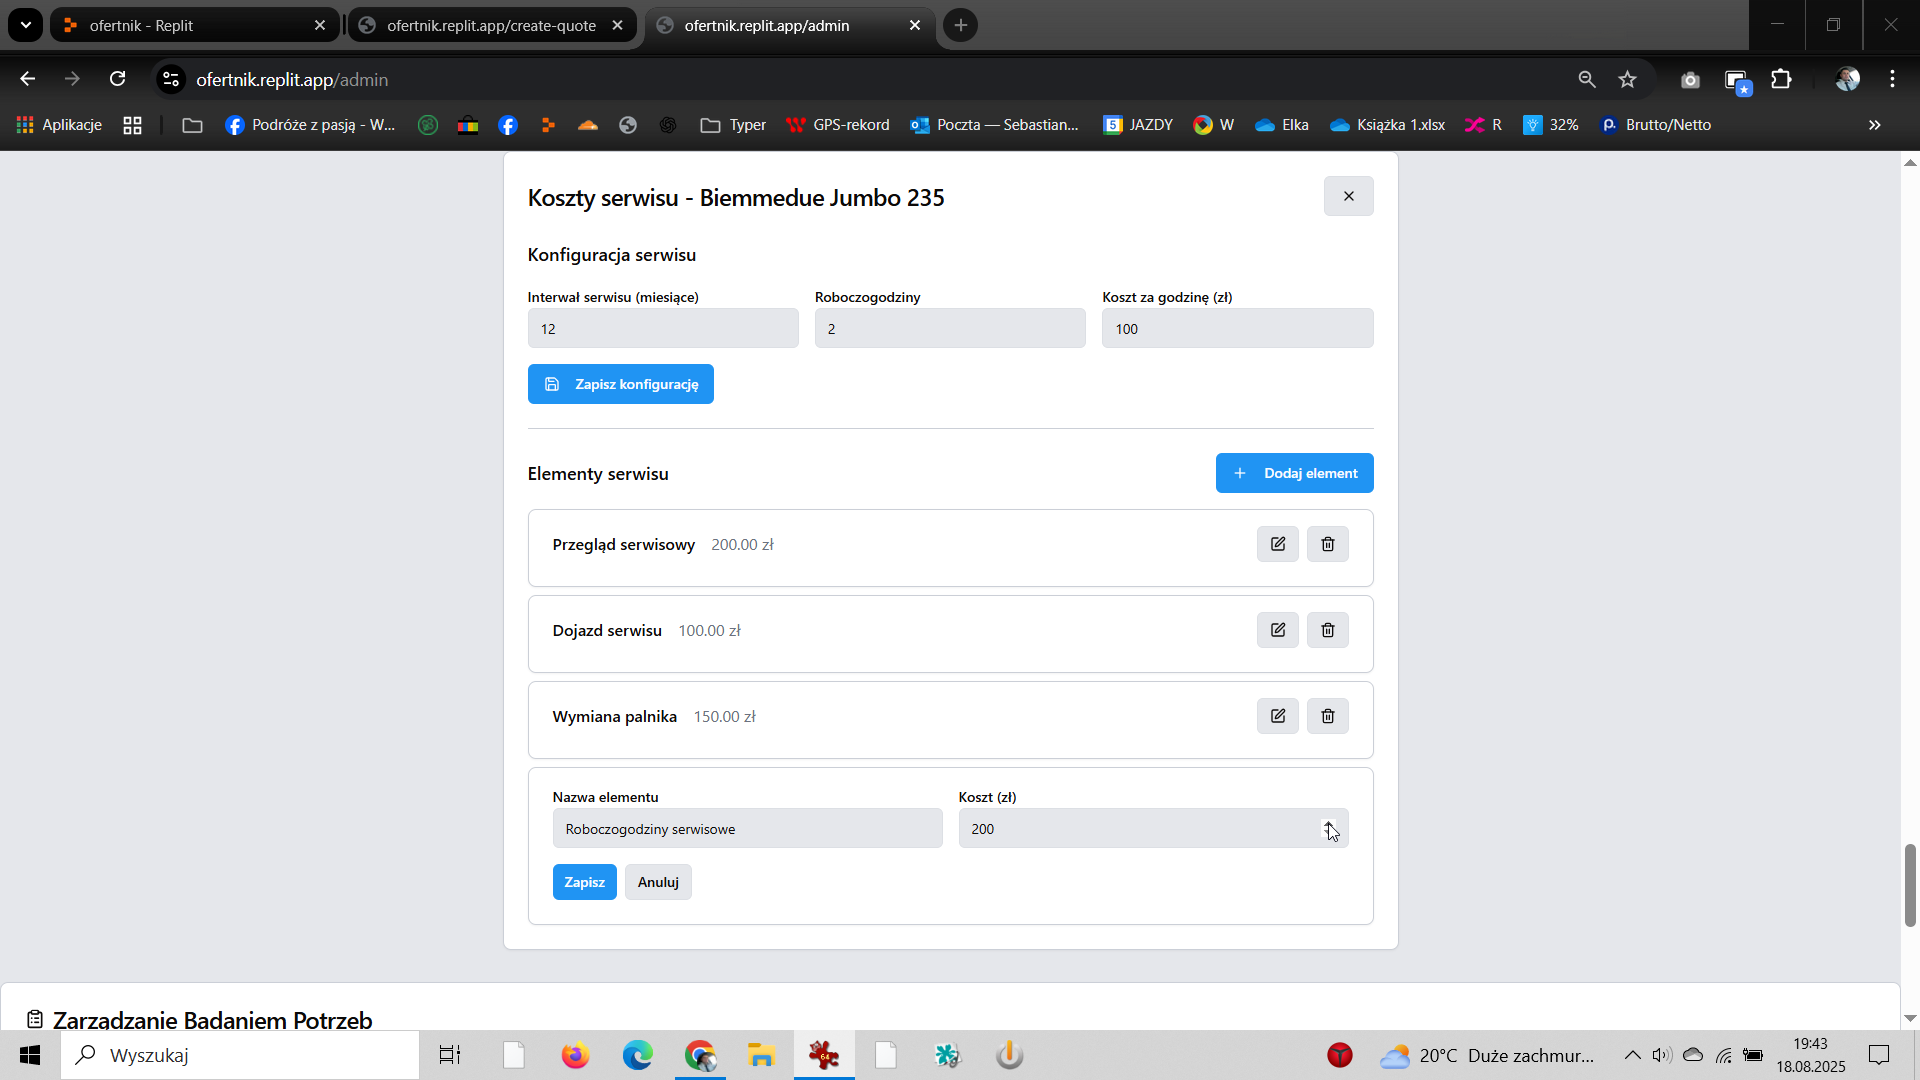 ofertnik - Replit
ofertnik.replit.app/create-quote
ofertnik.replit.app/admin
ofertnik.replit.app/admin
Aplikacje
Podróże z pasją - W...
Typer
GPS-rekord
Poczta — Sebastian...
5 JAZDY
W
Elka
Książka 1.xlsx
R
32%
Brutto/Netto
Koszty serwisu - Biemmedue Jumbo 235
Konfiguracja serwisu
Interwał serwisu (miesiące)
Roboczogodziny
Koszt za godzinę (zł)
12
2
100
Zapisz konfigurację
Elementy serwisu
Dodaj element
Przegląd serwisowy 200.00 zł
Dojazd serwisu 100.00 zł
Wymiana palnika 150.00 zł
Nazwa elementu
Koszt (zł)
Roboczogodziny serwisowe
200
Zapisz
Anuluj
Zarządzanie Badaniem Potrzeb
Wyszukaj
64
20°C Duże zachmur...
19:43
18.08.2025